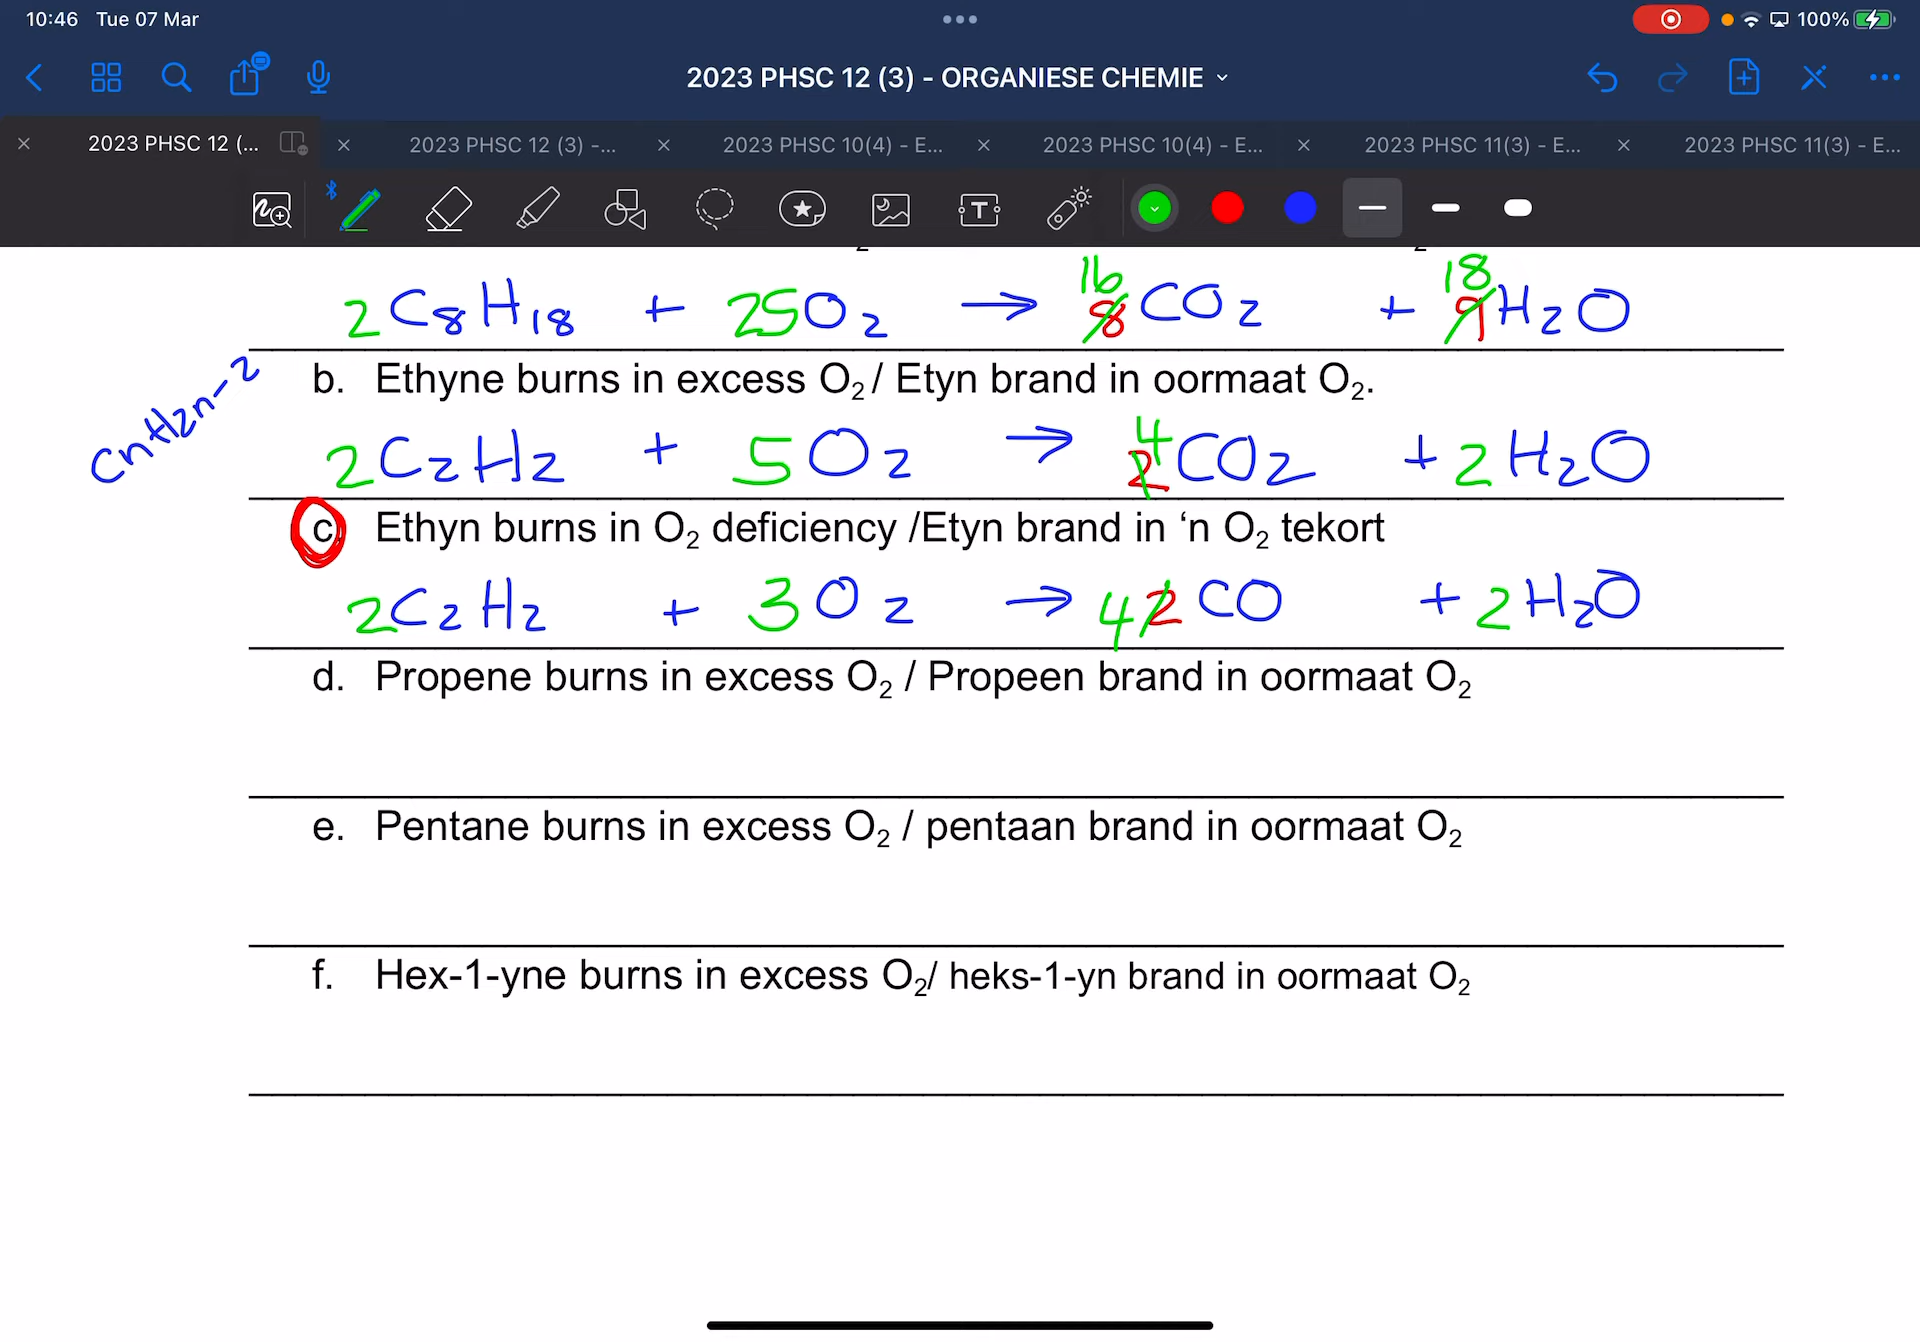 10:46 Tue 07 Mar
100%
2023 PHSC 12 (3) - ORGANIESE CHEMIE
2023 PHSC 12 (... 2023 PHSC 12 (3) -... 2023 PHSC 10(4) - E... 2023 PHSC 10(4) - E... 2023 PHSC 11(3) - E... 2023 PHSC 11(3) - E...
16 18
2 C₈H₁₈ + 25O₂ → 8 CO₂ + 9 H₂O
b. Ethyne burns in excess O₂/ Etyn brand in oormaat O₂.
CnH2n-2
4
2C₂H₂ + 5O₂ → 2CO₂ + 2H₂O
c. Ethyn burns in O₂ deficiency /Etyn brand in ‘n O₂ tekort
2C₂H₂ + 3O₂ → 42CO + 2H₂O
d. Propene burns in excess O₂ / Propeen brand in oormaat O₂
e. Pentane burns in excess O₂ / pentaan brand in oormaat O₂
f. Hex-1-yne burns in excess O₂/ heks-1-yn brand in oormaat O₂